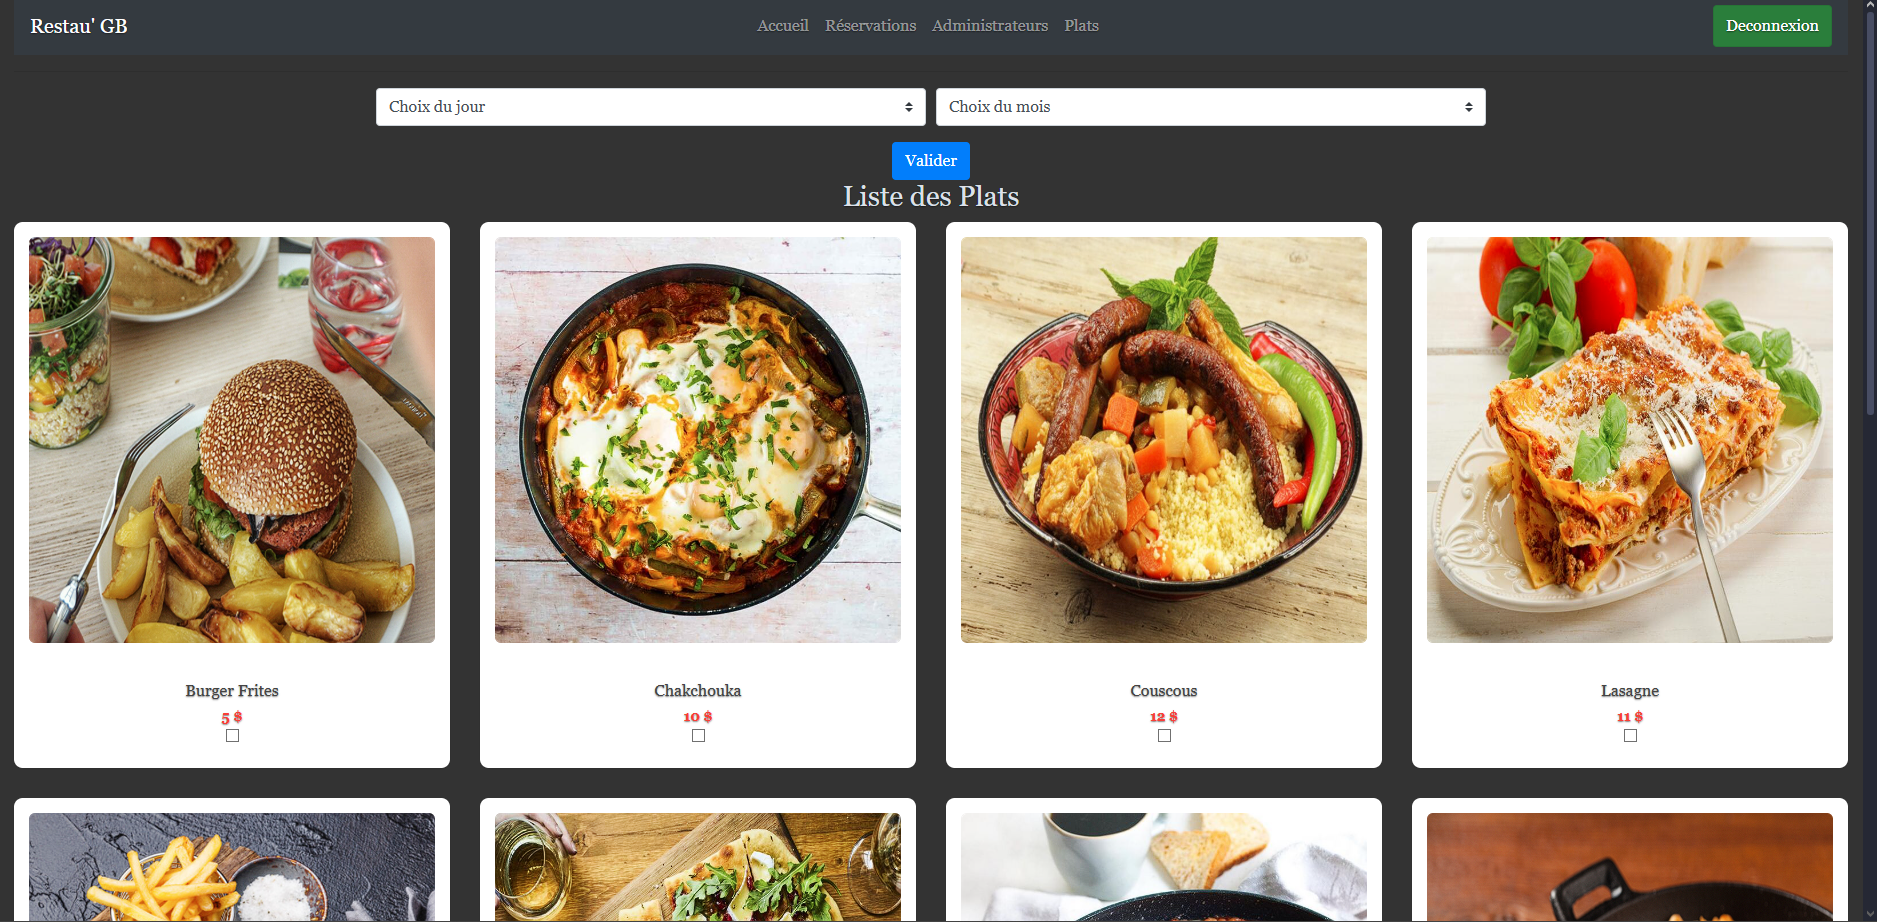 Restau' GB
Accueil Réservations Administrateurs Plats
Deconnexion
Choix du jour
Choix du mois
Valider
Liste des Plats
Burger Frites
5 $
Chakchouka
10 $
Couscous
12 $
Lasagne
11 $